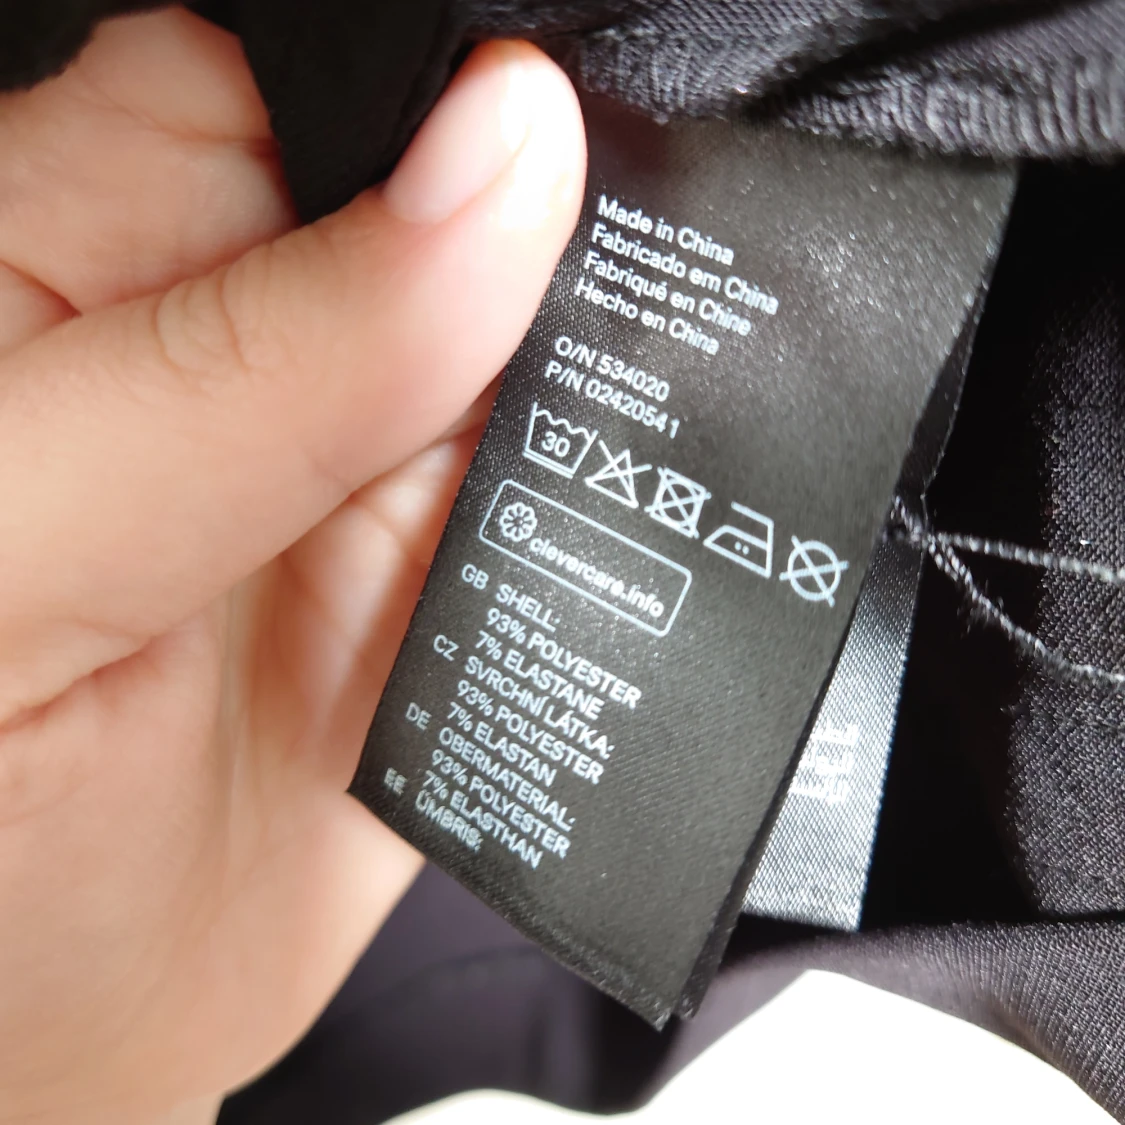 Made in China
Fabricado em China
Fabriqué en Chine
Hecho en China
O/N 534020
P/N 02420541
30
clevercare.info
GB SHELL:
93% POLYESTER
7% ELASTANE
CZ SVRCHNÍ LÁTKA:
93% POLYESTER
7% ELASTAN
DE OBERMATERIAL:
93% POLYESTER
7% ELASTHAN
EE ÜMBRIS: